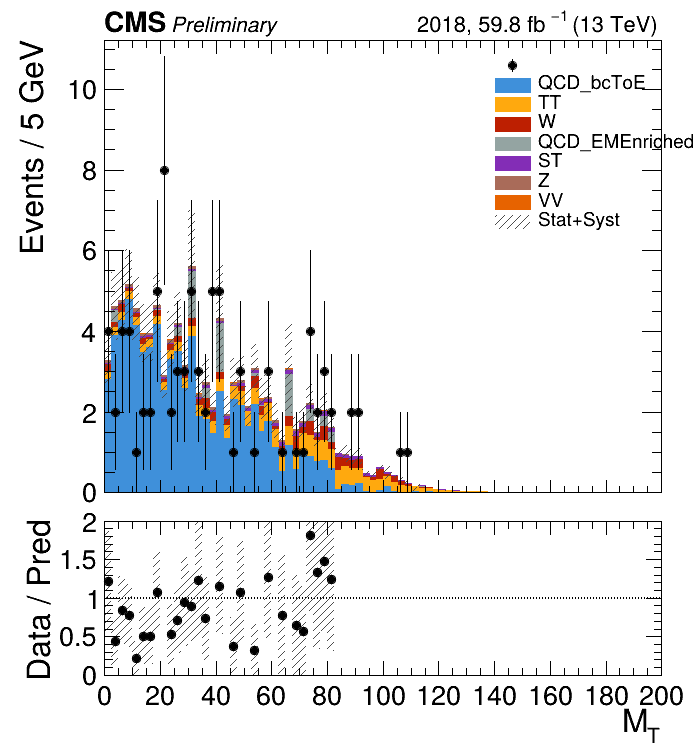 CMS Preliminary 2018, 59.8 fb⁻¹ (13 TeV)
Events / 5 GeV
10
8
6
4
2
0
QCD_bcToE
TT
W
QCD_EMEnriched
ST
Z
VV
Stat+Syst
Data / Pred
2
1.5
1
0.5
0
0 20 40 60 80 100 120 140 160 180 200
M_T